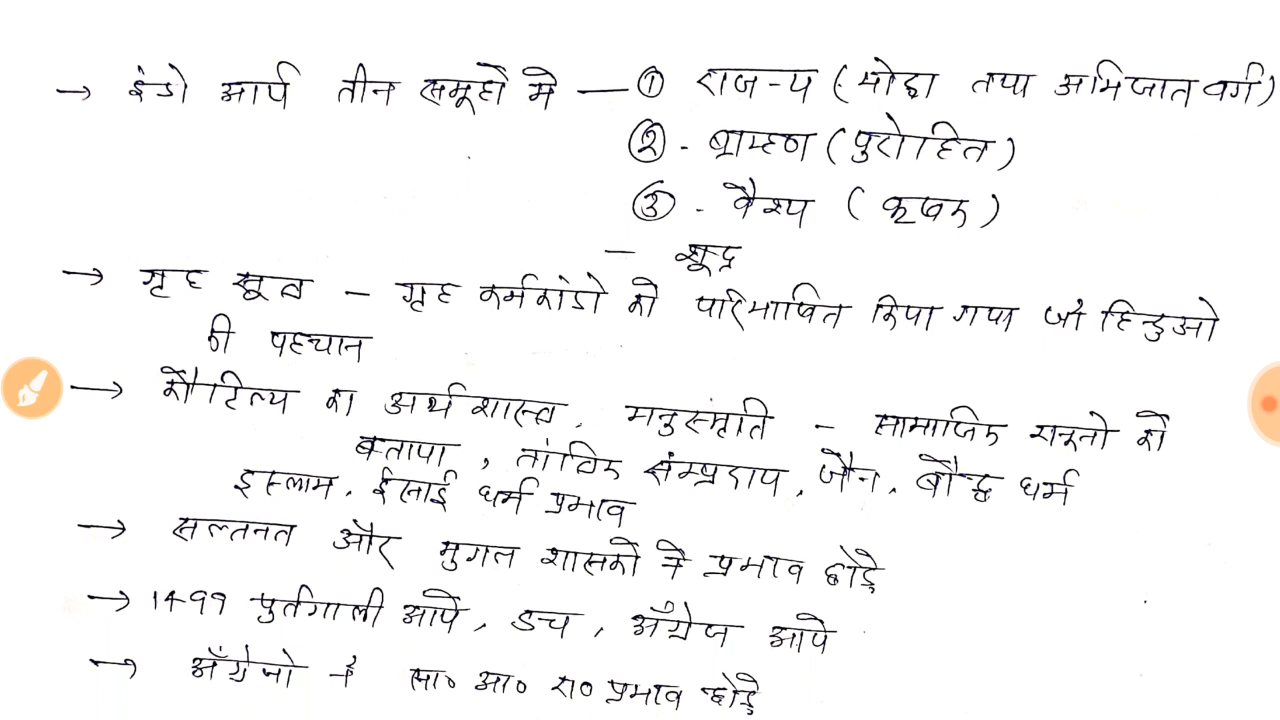 → इंडो आर्य तीन समूहों मे — ① राजन्य (योद्धा तथा अभिजात वर्ग)
② - ब्राम्हण (पुरोहित)
③ - वैश्य ( कृषक )
- शूद्र
→ गृह सूत्र - गृह कर्मकांडो को परिभाषित किया गया जो हिन्दुओ
की पहचान
→ कौटिल्य का अर्थशास्त्र, मनुस्मृति - सामाजिक कानूनो को
बताया, तांत्रिक संम्प्रदाय, जैन, बौद्ध धर्म
इस्लाम, ईसाई धर्म प्रभाव
→ सल्तनत और मुगल शासको ने प्रभाव छोड़े
→ 1499 पुर्तगाली आये, डच, अँग्रेज आये
→ अँग्रेजो ने सा० आ० रा० प्रभाव छोड़े